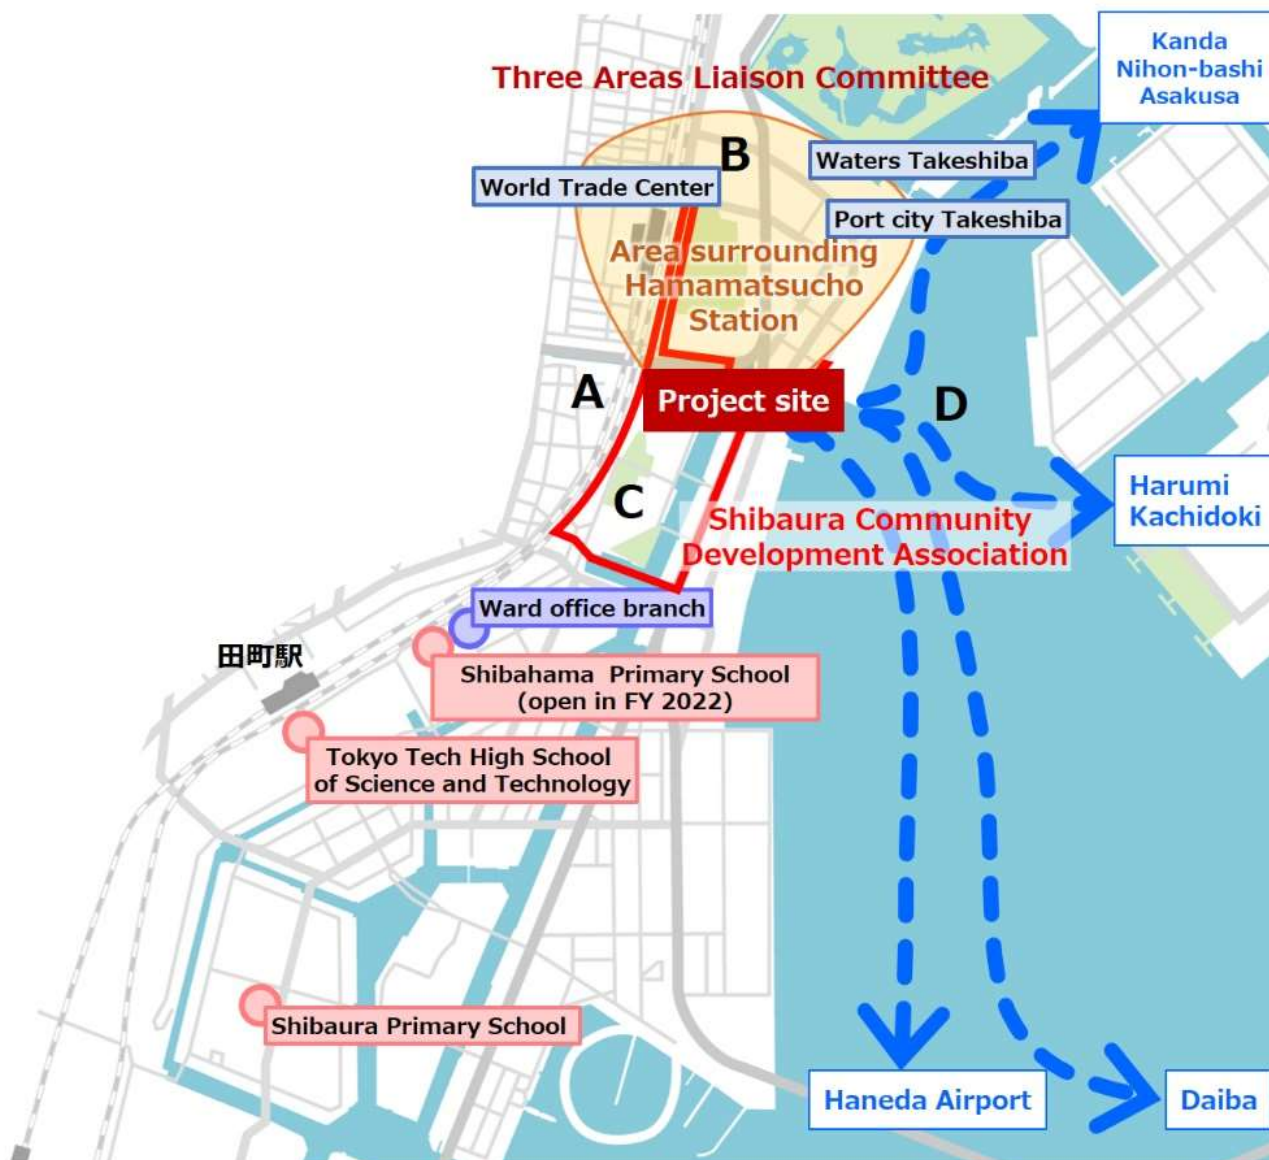 Kanda
Nihon-bashi
Asakusa
Three Areas Liaison Committee
B
Waters Takeshiba
World Trade Center
Port city Takeshiba
Area surrounding
Hamamatsucho
Station
A
Project site
D
Harumi
Kachidoki
C
Shibaura Community
Development Association
Ward office branch
田町駅
Shibahama Primary School
(open in FY 2022)
Tokyo Tech High School
of Science and Technology
Shibaura Primary School
Haneda Airport
Daiba